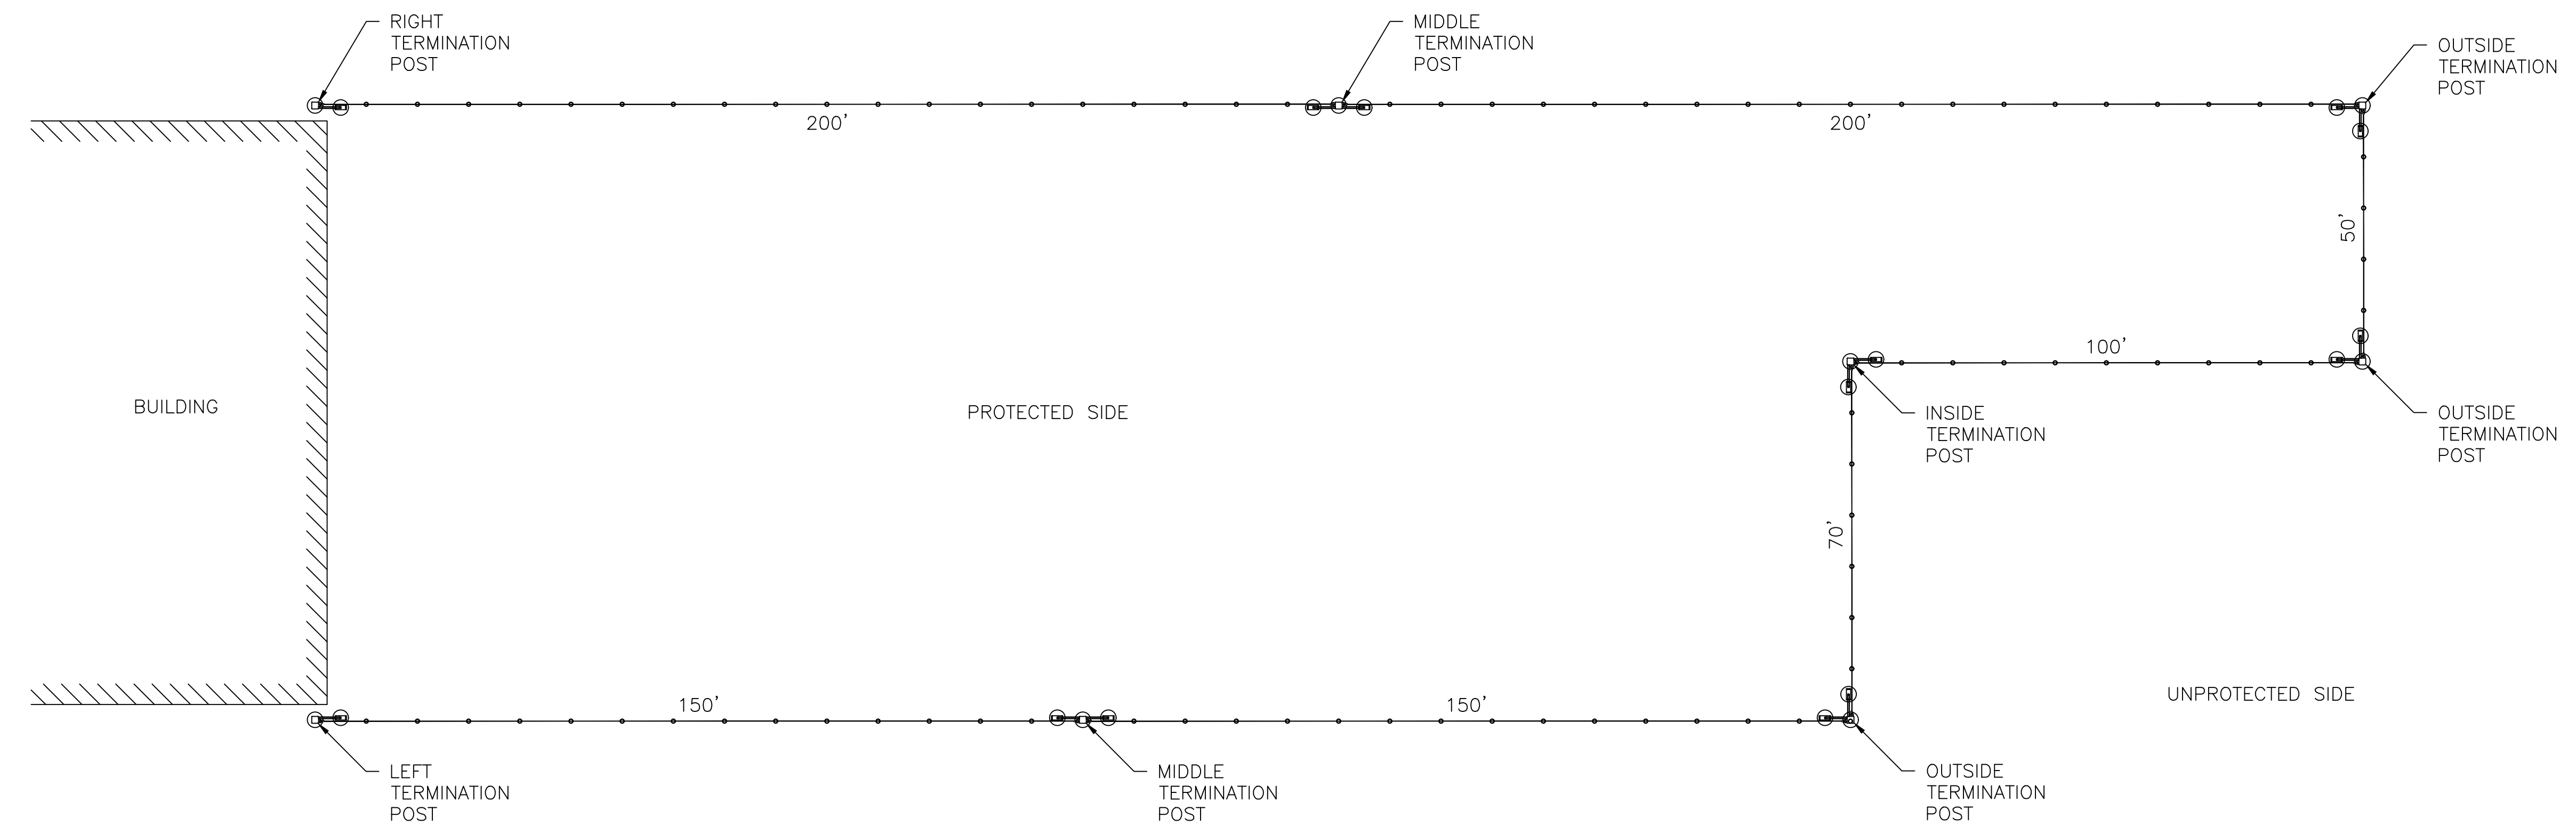 RIGHT
TERMINATION
POST
MIDDLE
TERMINATION
POST
OUTSIDE
TERMINATION
POST
200'
200'
50'
100'
BUILDING
PROTECTED SIDE
INSIDE
TERMINATION
POST
OUTSIDE
TERMINATION
POST
70'
150'
150'
UNPROTECTED SIDE
LEFT
TERMINATION
POST
MIDDLE
TERMINATION
POST
OUTSIDE
TERMINATION
POST